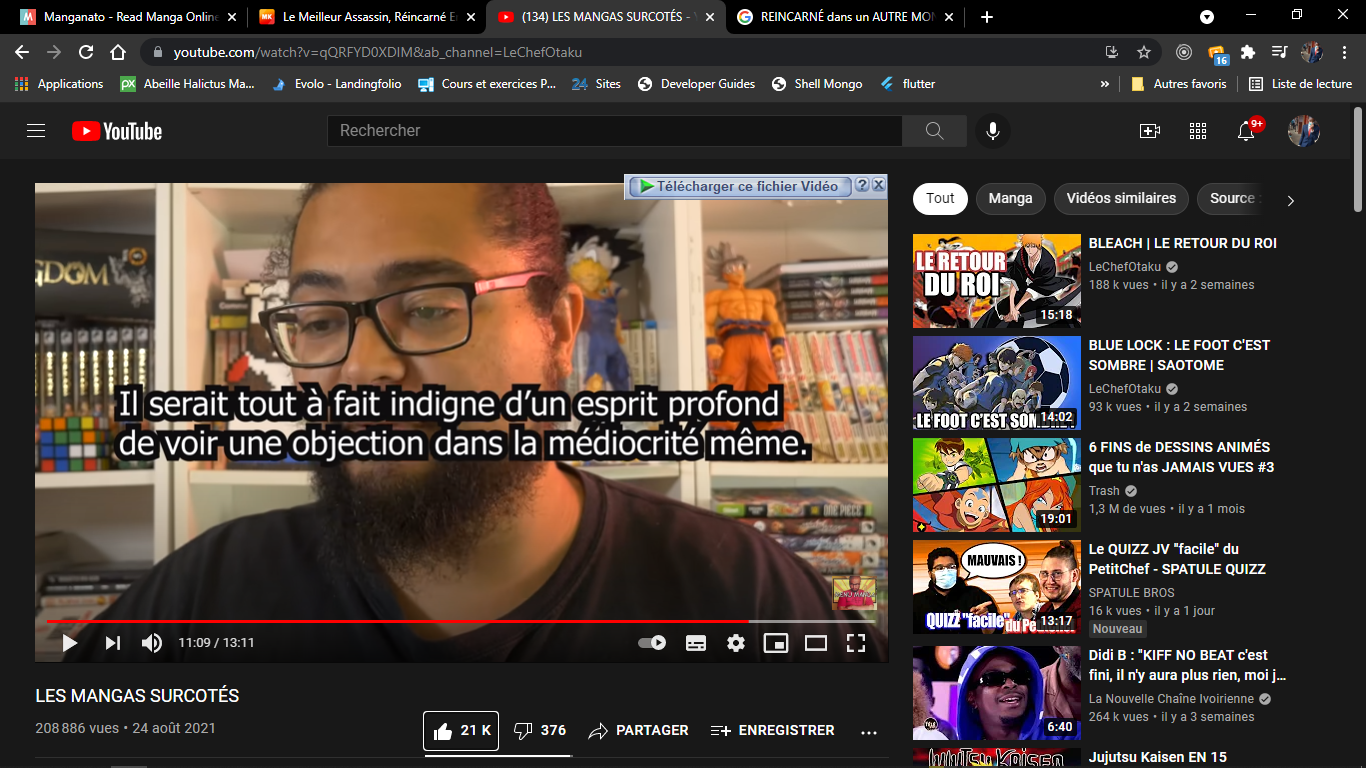 Manganato - Read Manga Online
Le Meilleur Assassin, Réincarné E
(134) LES MANGAS SURCOTÉS - Y
REINCARNÉ dans un AUTRE MON
youtube.com/watch?v=qQRFYD0XDIM&ab_channel=LeChefOtaku
16
Applications
Abeille Halictus Ma...
Evolo - Landingfolio
Cours et exercices P...
24 Sites
Developer Guides
Shell Mongo
flutter
»
Autres favoris
Liste de lecture
YouTube
Rechercher
9+
Télécharger ce fichier Vidéo
Il serait tout à fait indigne d’un esprit profond
de voir une objection dans la médiocrité même.
11:09 / 13:11
LES MANGAS SURCOTÉS
208 886 vues • 24 août 2021
21 K
376
PARTAGER
ENREGISTRER
Tout
Manga
Vidéos similaires
Source :
LE RETOUR
DU ROI
15:18
BLEACH | LE RETOUR DU ROI
LeChefOtaku
188 k vues • il y a 2 semaines
14:02
BLUE LOCK : LE FOOT C'EST
SOMBRE | SAOTOME
LeChefOtaku
93 k vues • il y a 2 semaines
19:01
6 FINS de DESSINS ANIMÉS
que tu n'as JAMAIS VUES #3
Trash
1,3 M de vues • il y a 1 mois
MAUVAIS !
QUIZZ "facile"
13:17
Le QUIZZ JV "facile" du
PetitChef - SPATULE QUIZZ
SPATULE BROS
16 k vues • il y a 1 jour
Nouveau
6:40
Didi B : "KIFF NO BEAT c'est
fini, il n'y aura plus rien, moi j...
La Nouvelle Chaîne Ivoirienne
264 k vues • il y a 3 semaines
Jujutsu Kaisen EN 15